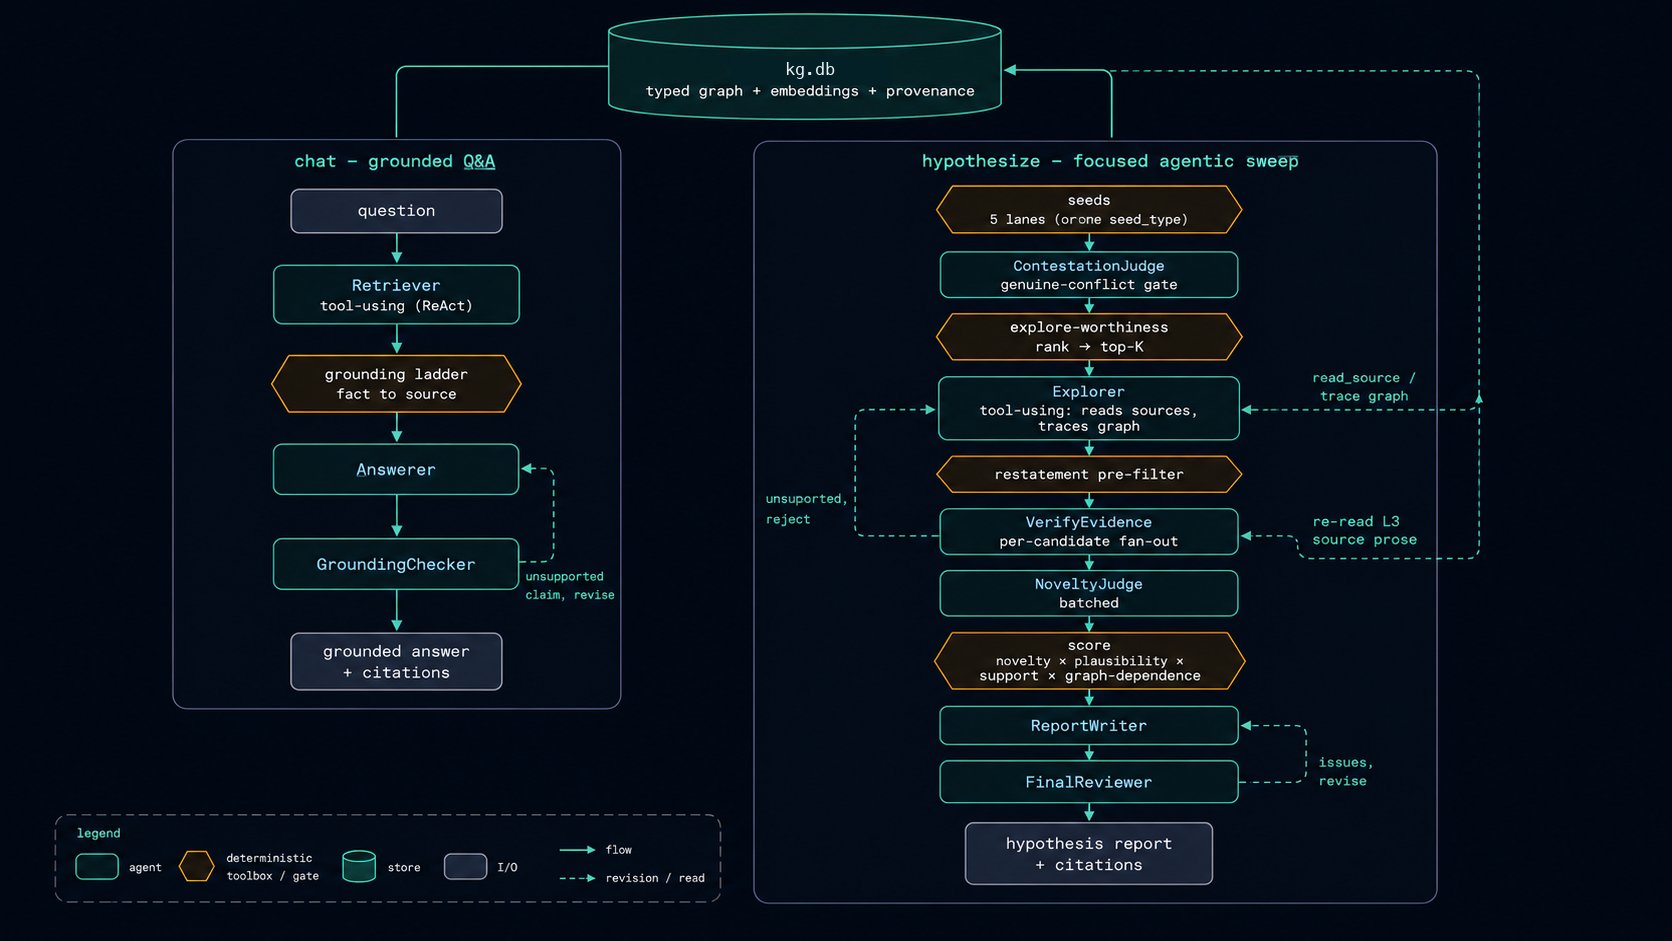 kg.db
typed graph + embeddings + provenance
chat – grounded Q&A
question
Retriever
tool-using (ReAct)
grounding ladder
fact to source
Answerer
GroundingChecker
unsupported
claim, revise
grounded answer
+ citations
hypothesize – focused agentic sweep
seeds
5 lanes (orone seed_type)
ContestationJudge
genuine-conflict gate
explore-worthiness
rank → top-K
Explorer
tool-using: reads sources,
traces graph
read_source /
trace graph
restatement pre-filter
unsuported,
reject
VerifyEvidence
per-candidate fan-out
re-read L3
source prose
NoveltyJudge
batched
score
novelty × plausibility ×
support × graph-dependence
ReportWriter
FinalReviewer
issues,
revise
hypothesis report
+ citations
legend
agent
deterministic
toolbox / gate
store
I/O
flow
revision / read